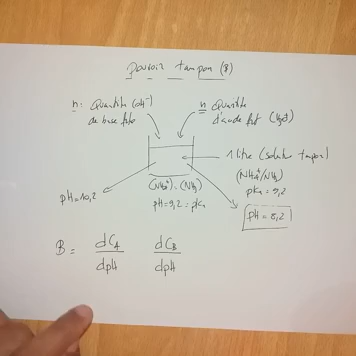 Pouvoir tampon (β)
n: Quantité (OH⁻)
de base forte
n Quantité
d'acide fort (H₃O⁺)
1 litre (solution tampon)
(NH₄⁺/NH₃)
pKa = 9,2
(NH₄⁺) = (NH₃)
pH = 9,2 = pKa
pH = 10,2
pH = 8,2
B = dCA/dpH dCB/dpH